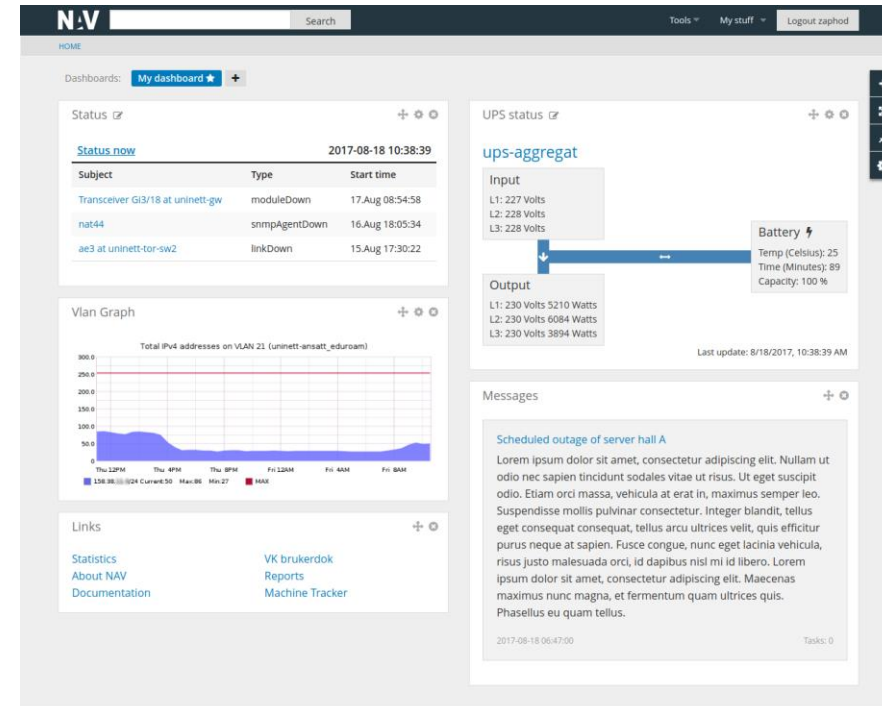 NAV
Search
Tools
My stuff
Logout zaphod
HOME
Dashboards: My dashboard
+
Status
Status now 2017-08-18 10:38:39
Subject Type Start time
Transceiver Gi3/18 at uninett-gw moduleDown 17.Aug 08:54:58
nat44 snmpAgentDown 16.Aug 18:05:34
ae3 at uninett-tor-sw2 linkDown 15.Aug 17:30:22
Vlan Graph
Total IPv4 addresses on VLAN 21 (uninett-ansatt_eduroam)
300.0
250.0
200.0
150.0
100.0
50.0
0
Thu 12PM Thu 4PM Thu 8PM Fri 12AM Fri 4AM Fri 8AM
158.38. /24 Current:50 Max:86 Min:27 MAX
Links
Statistics VK brukerdok
About NAV Reports
Documentation Machine Tracker
UPS status
ups-aggregat
Input
L1: 227 Volts
L2: 228 Volts
L3: 228 Volts
Battery
Temp (Celsius): 25
Time (Minutes): 89
Capacity: 100 %
Output
L1: 230 Volts 5210 Watts
L2: 230 Volts 6084 Watts
L3: 230 Volts 3894 Watts
Last update: 8/18/2017, 10:38:39 AM
Messages
Scheduled outage of server hall A
Lorem ipsum dolor sit amet, consectetur adipiscing elit. Nullam ut
odio nec sapien tincidunt sodales vitae ut risus. Ut eget suscipit
odio. Etiam orci massa, vehicula at erat in, maximus semper leo.
Suspendisse mollis pulvinar consectetur. Integer blandit, tellus
eget consequat consequat, tellus arcu ultrices velit, quis efficitur
purus neque at sapien. Fusce congue, nunc eget lacinia vehicula,
risus justo malesuada orci, id dapibus nisl mi id libero. Lorem
ipsum dolor sit amet, consectetur adipiscing elit. Maecenas
maximus nunc magna, et fermentum quam ultrices quis.
Phasellus eu quam tellus.
2017-08-18 06:47:00 Tasks: 0